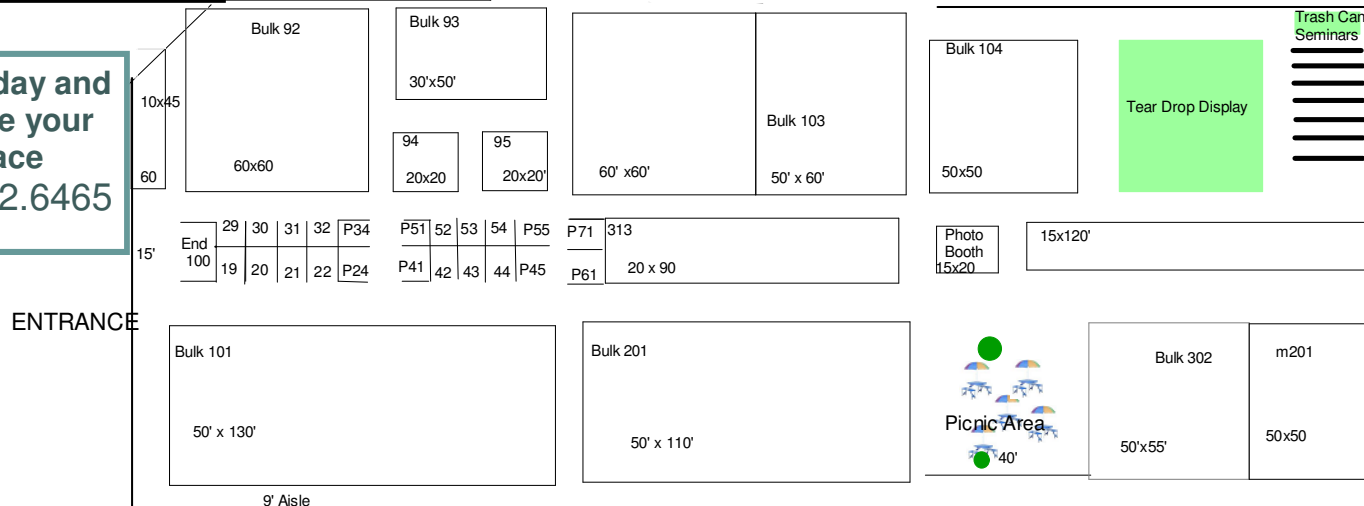 day and
e your
ace
2.6465
10x45
60
15'
ENTRANCE
Bulk 92
60x60
Bulk 93
30'x50'
94
20x20
95
20x20'
60' x60'
Bulk 103
50' x 60'
Bulk 104
50x50
Tear Drop Display
Trash Can
Seminars
End
100
29 30 31 32 P34
19 20 21 22 P24
P51 52 53 54 P55
P41 42 43 44 P45
P71
P61
313
20 x 90
Photo
Booth
15x20
15x120'
Bulk 101
50' x 130'
9' Aisle
Bulk 201
50' x 110'
Picnic Area
40'
Bulk 302
50'x55'
m201
50x50